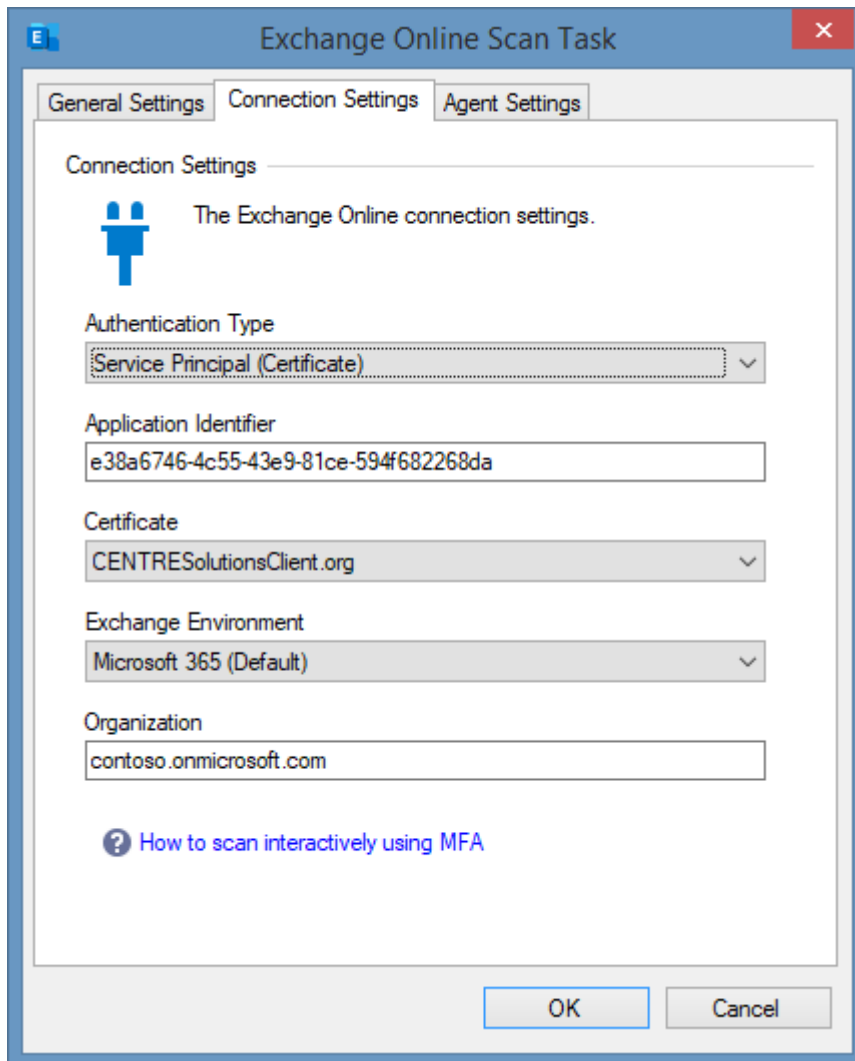 E
Exchange Online Scan Task
General Settings
Connection Settings
Agent Settings
Connection Settings
The Exchange Online connection settings.
Authentication Type
Service Principal (Certificate)
Application Identifier
e38a6746-4c55-43e9-81ce-594f682268da
Certificate
CENTRESolutionsClient.org
Exchange Environment
Microsoft 365 (Default)
Organization
contoso.onmicrosoft.com
? How to scan interactively using MFA
OK
Cancel